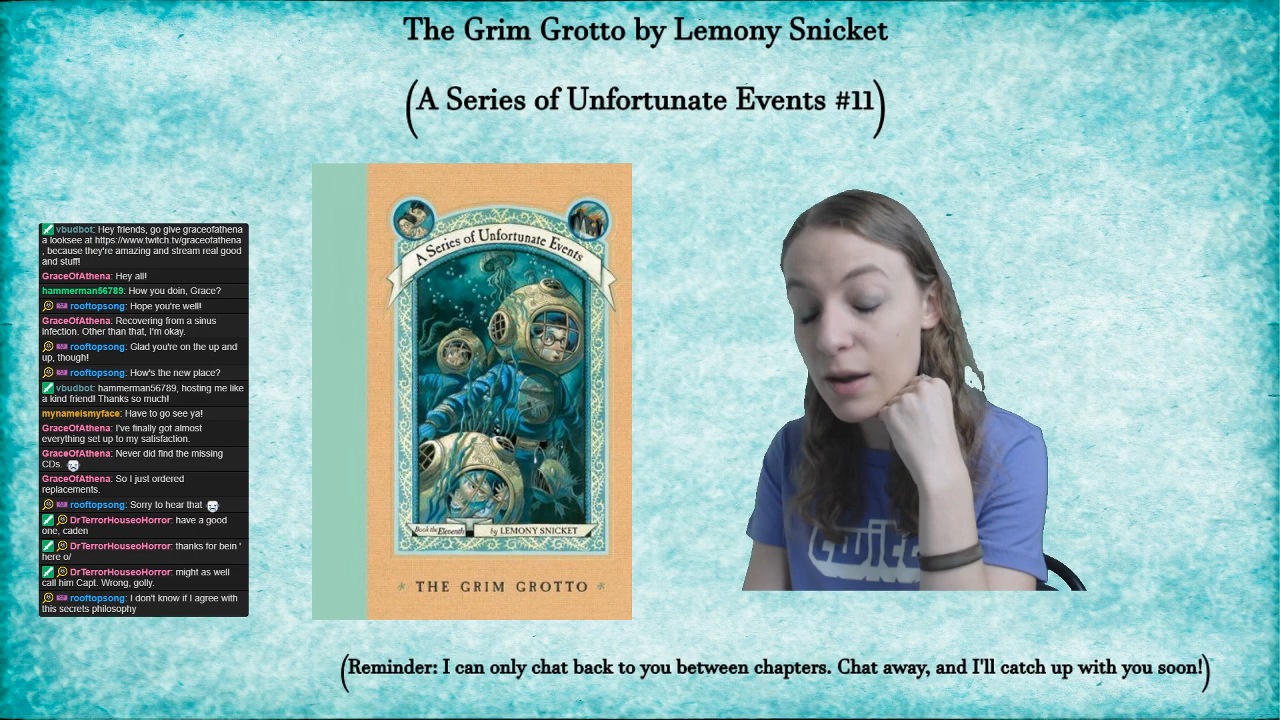 The Grim Grotto by Lemony Snicket
(A Series of Unfortunate Events #11)
vbudbot: Hey friends, go give graceofathena
a looksee at https://www.twitch.tv/graceofathena
, because they're amazing and stream real good
and stuff!
GraceOfAthena: Hey all!
hammerman56789: How you doin, Grace?
rooftopsong: Hope you're well!
GraceOfAthena: Recovering from a sinus
infection. Other than that, I'm okay.
rooftopsong: Glad you're on the up and
up, though!
rooftopsong: How's the new place?
vbudbot: hammerman56789, hosting me like
a kind friend! Thanks so much!
mynameismyface: Have to go see ya!
GraceOfAthena: I've finally got almost
everything set up to my satisfaction.
GraceOfAthena: Never did find the missing
CDs.
GraceOfAthena: So I just ordered
replacements.
rooftopsong: Sorry to hear that
DrTerrorHouseoHorror: have a good
one, caden
DrTerrorHouseoHorror: thanks for bein '
here o/
DrTerrorHouseoHorror: might as well
call him Capt. Wrong, golly.
rooftopsong: I don't know if I agree with
this secrets philosophy
A Series of Unfortunate Events
Book the Eleventh
by LEMONY SNICKET
THE GRIM GROTTO
twitch
(Reminder: I can only chat back to you between chapters. Chat away, and I'll catch up with you soon!)